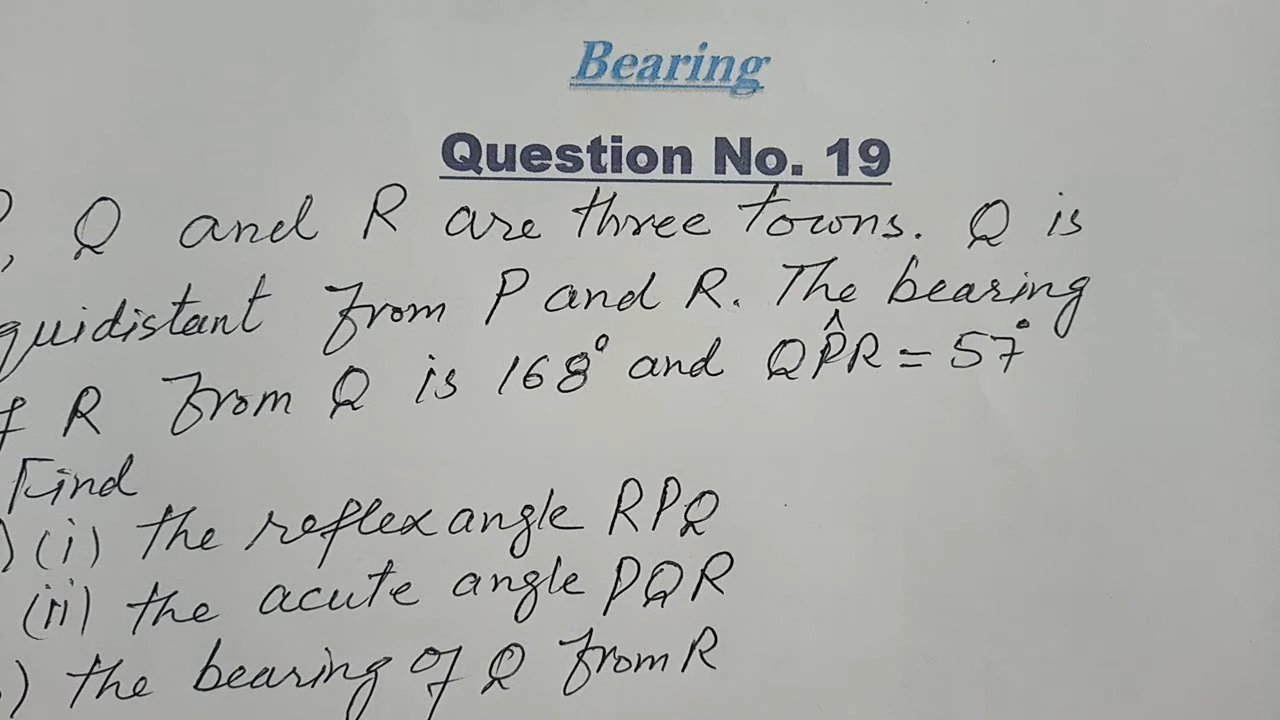 Bearing
Question No. 19
, Q and R are three towns. Q is
quidistant from P and R. The bearing
f R from Q is 168° and QP̂R = 57°
Find
) (i) the reflex angle RPQ
(ii) the acute angle PQR
) the bearing of Q from R